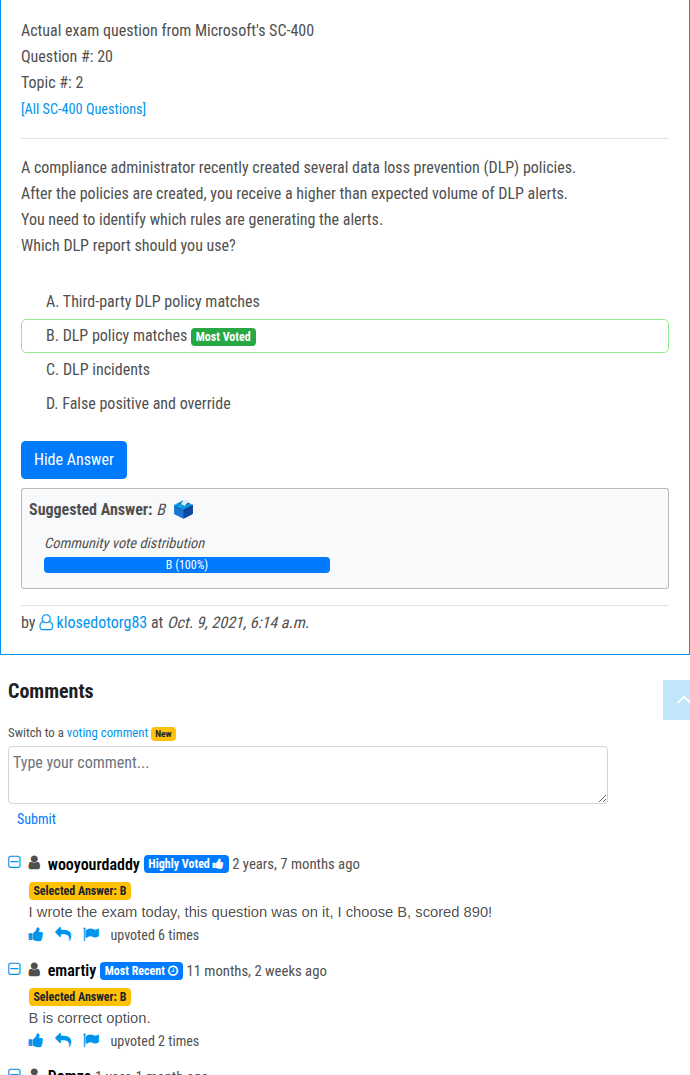 Actual exam question from Microsoft's SC-400
Question #: 20
Topic #: 2
[All SC-400 Questions]
A compliance administrator recently created several data loss prevention (DLP) policies.
After the policies are created, you receive a higher than expected volume of DLP alerts.
You need to identify which rules are generating the alerts.
Which DLP report should you use?
A. Third-party DLP policy matches
B. DLP policy matches Most Voted
C. DLP incidents
D. False positive and override
Hide Answer
Suggested Answer: B
Community vote distribution
B (100%)
by klosedotorg83 at Oct. 9, 2021, 6:14 a.m.
Comments
Switch to a voting comment New
Type your comment...
Submit
wooyourdaddy Highly Voted 2 years, 7 months ago
Selected Answer: B
I wrote the exam today, this question was on it, I choose B, scored 890!
upvoted 6 times
emartiy Most Recent 11 months, 2 weeks ago
Selected Answer: B
B is correct option.
upvoted 2 times